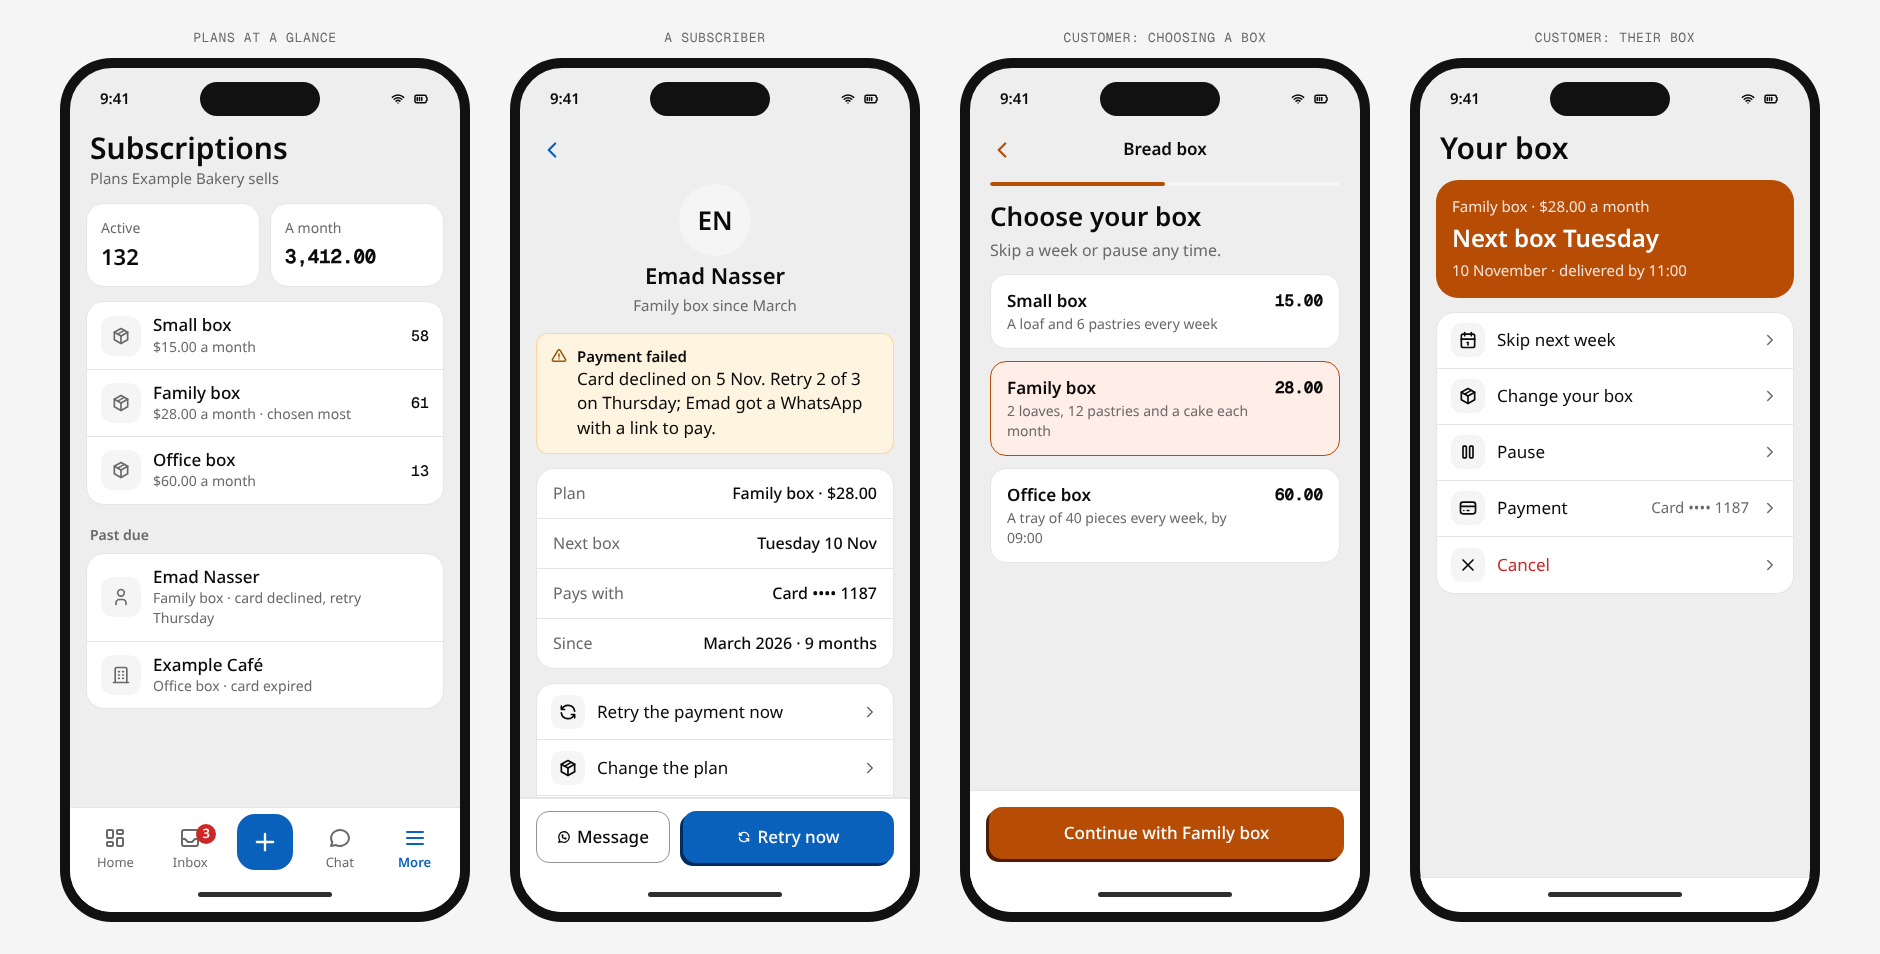 PLANS AT A GLANCE
9:41
Subscriptions
Plans Example Bakery sells
Active
132
A month
3,412.00
Small box
$15.00 a month
58
Family box
$28.00 a month · chosen most
61
Office box
$60.00 a month
13
Past due
Emad Nasser
Family box · card declined, retry
Thursday
Example Café
Office box · card expired
Home
3
Inbox
Chat
More
A SUBSCRIBER
9:41
EN
Emad Nasser
Family box since March
Payment failed
Card declined on 5 Nov. Retry 2 of 3
on Thursday; Emad got a WhatsApp
with a link to pay.
Plan
Family box · $28.00
Next box
Tuesday 10 Nov
Pays with
Card •••• 1187
Since
March 2026 · 9 months
Retry the payment now
Change the plan
Message
Retry now
CUSTOMER: CHOOSING A BOX
9:41
Bread box
Choose your box
Skip a week or pause any time.
Small box
15.00
A loaf and 6 pastries every week
Family box
28.00
2 loaves, 12 pastries and a cake each
month
Office box
60.00
A tray of 40 pieces every week, by
09:00
Continue with Family box
CUSTOMER: THEIR BOX
9:41
Your box
Family box · $28.00 a month
Next box Tuesday
10 November · delivered by 11:00
Skip next week
Change your box
Pause
Payment
Card •••• 1187
Cancel